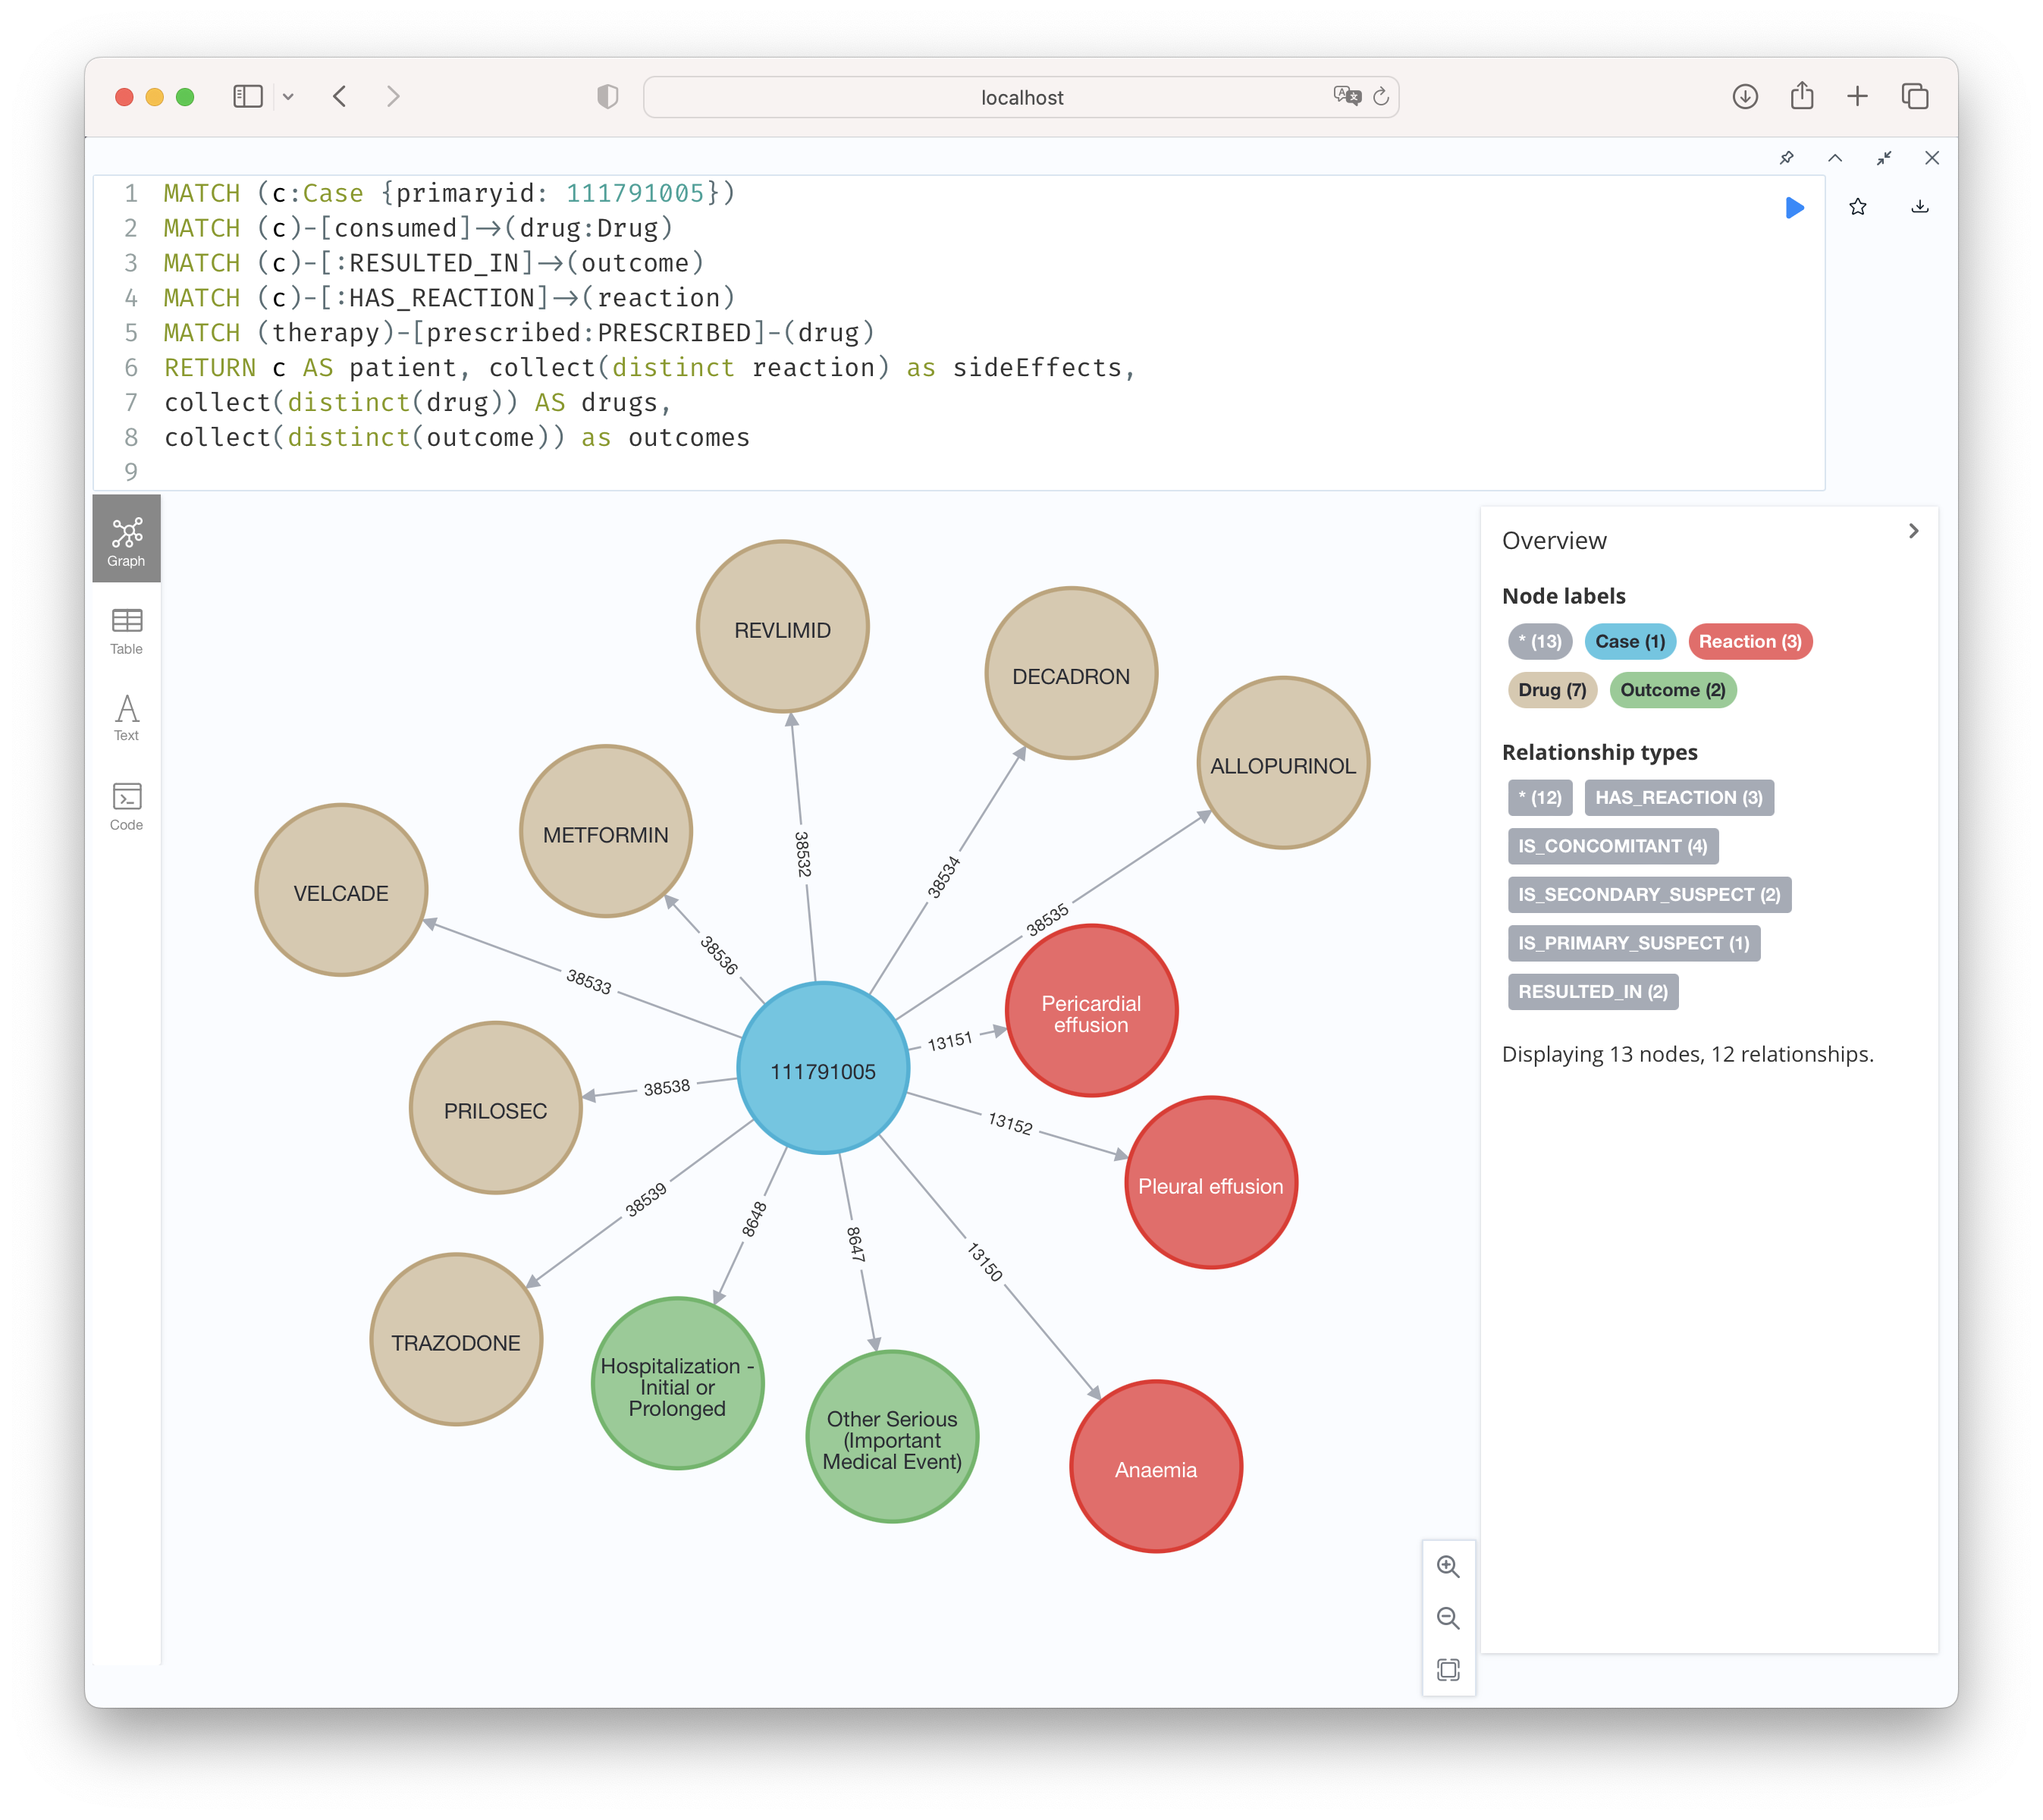 localhost
1 MATCH (c:Case {primaryid: 111791005})
2 MATCH (c)-[consumed]->(drug:Drug)
3 MATCH (c)-[:RESULTED_IN]->(outcome)
4 MATCH (c)-[:HAS_REACTION]->(reaction)
5 MATCH (therapy)-[prescribed:PRESCRIBED]-(drug)
6 RETURN c AS patient, collect(distinct reaction) as sideEffects,
7 collect(distinct(drug)) AS drugs,
8 collect(distinct(outcome)) as outcomes
9
Graph
Table
Text
Code
REVLIMID
DECADRON
ALLOPURINOL
METFORMIN
VELCADE
PRILOSEC
TRAZODONE
Hospitalization -
Initial or
Prolonged
Other Serious
(Important
Medical Event)
Anaemia
Pleural effusion
Pericardial
effusion
111791005
38532
38534
38535
38536
38533
38538
38539
8648
8647
13150
13152
13151
Overview
Node labels
* (13) Case (1) Reaction (3)
Drug (7) Outcome (2)
Relationship types
* (12) HAS_REACTION (3)
IS_CONCOMITANT (4)
IS_SECONDARY_SUSPECT (2)
IS_PRIMARY_SUSPECT (1)
RESULTED_IN (2)
Displaying 13 nodes, 12 relationships.